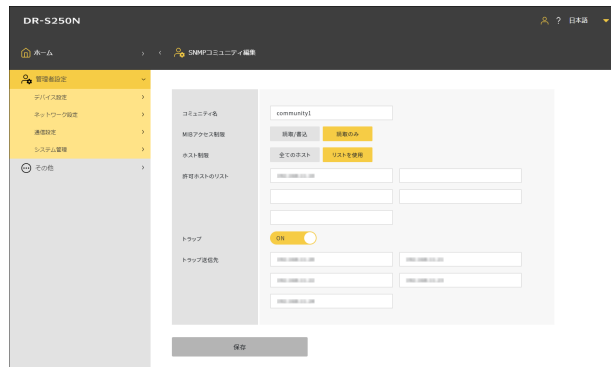 DR-S250N
? 日本語
ホーム
SNMPコミュニティ編集
管理者設定
デバイス設定
ネットワーク設定
通信設定
システム管理
その他
コミュニティ名 community1
MIBアクセス制限 読取/書込 読取のみ
ホスト制限 全てのホスト リストを使用
許可ホストのリスト
トラップ ON
トラップ送信先
保存